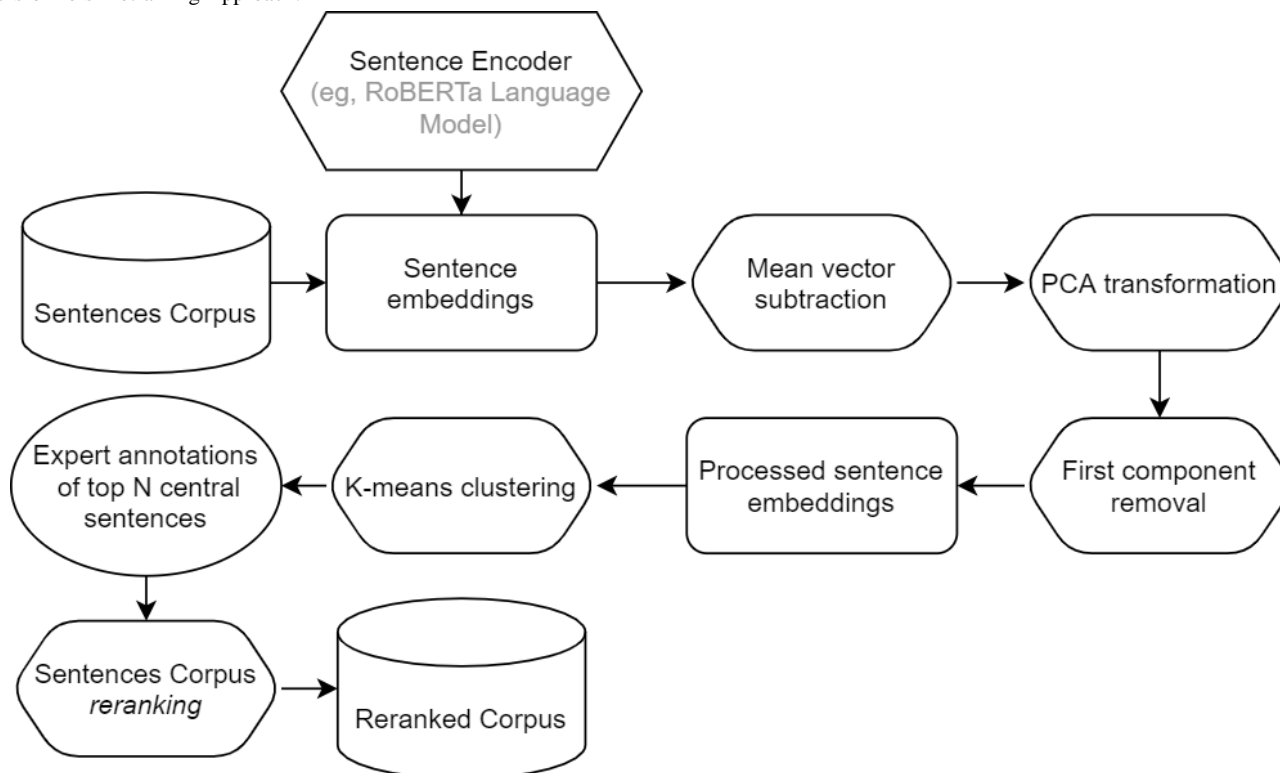 Sentence Encoder
(eg, RoBERTa Language
Model)
Sentences Corpus
Sentence
embeddings
Mean vector
subtraction
PCA transformation
Expert annotations
of top N central
sentences
K-means clustering
Processed sentence
embeddings
First component
removal
Sentences Corpus
reranking
Reranked Corpus